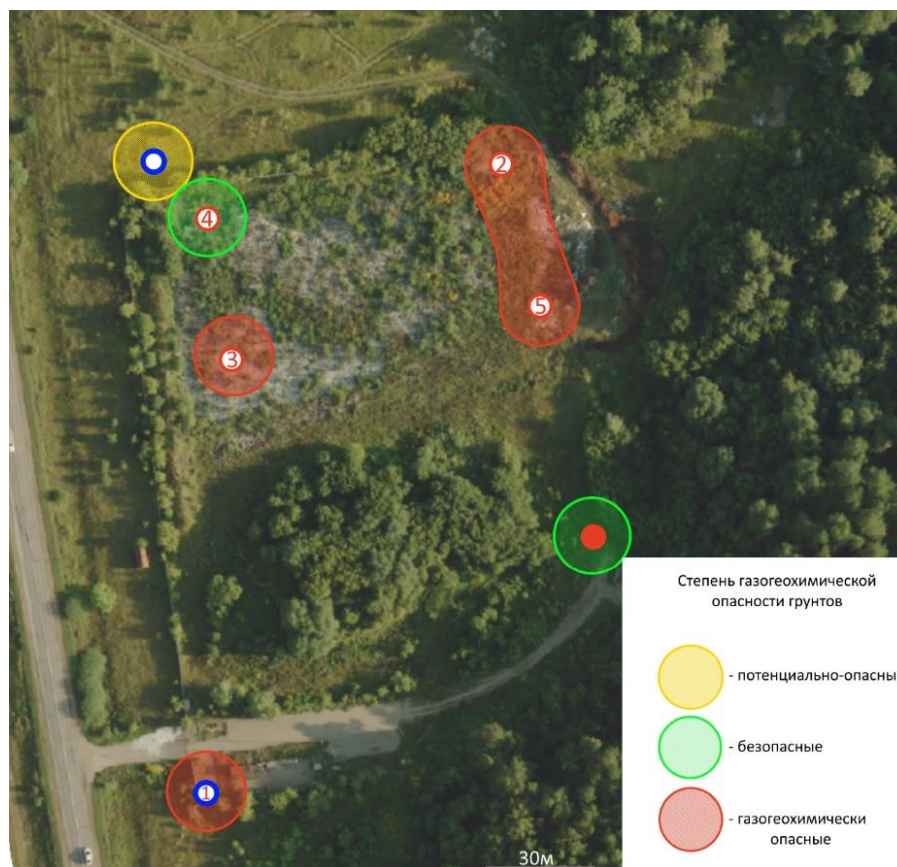 2
4
5
3
Степень газогеохимической
опасности грунтов
- потенциально-опасны
- безопасные
1
- газогеохимически
опасные
30м